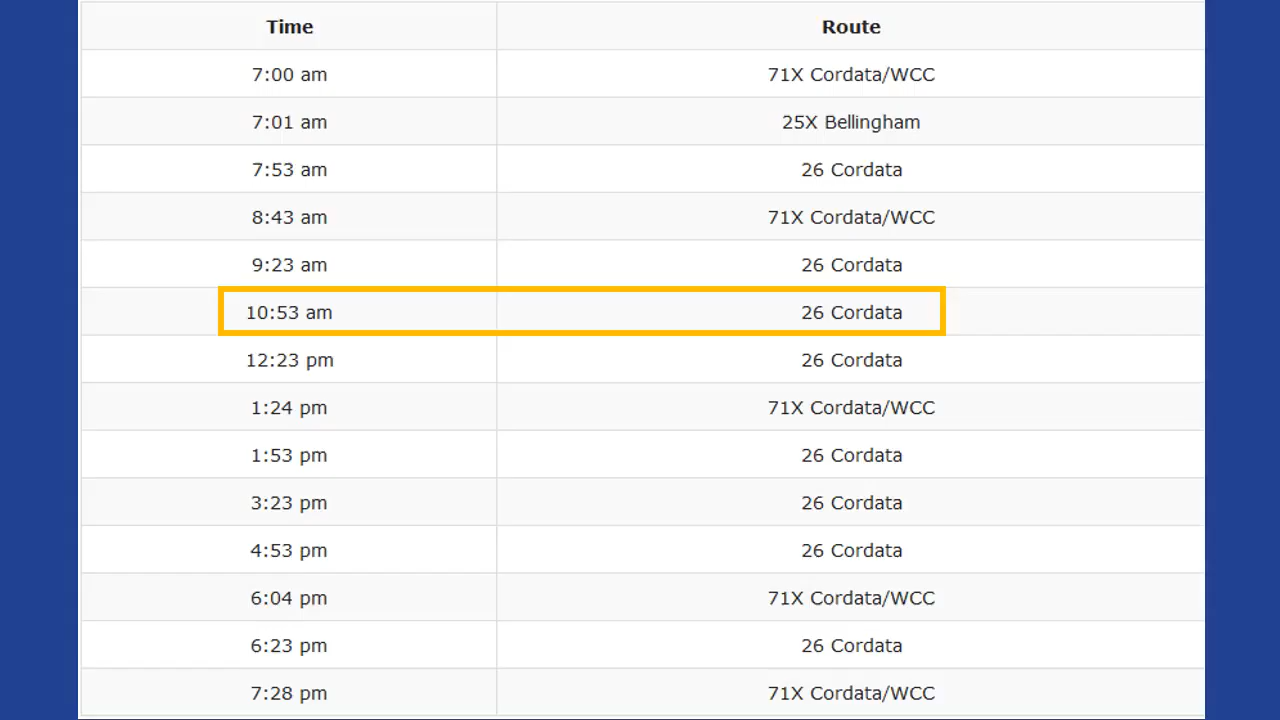 Time Route
7:00 am 71X Cordata/WCC
7:01 am 25X Bellingham
7:53 am 26 Cordata
8:43 am 71X Cordata/WCC
9:23 am 26 Cordata
10:53 am 26 Cordata
12:23 pm 26 Cordata
1:24 pm 71X Cordata/WCC
1:53 pm 26 Cordata
3:23 pm 26 Cordata
4:53 pm 26 Cordata
6:04 pm 71X Cordata/WCC
6:23 pm 26 Cordata
7:28 pm 71X Cordata/WCC